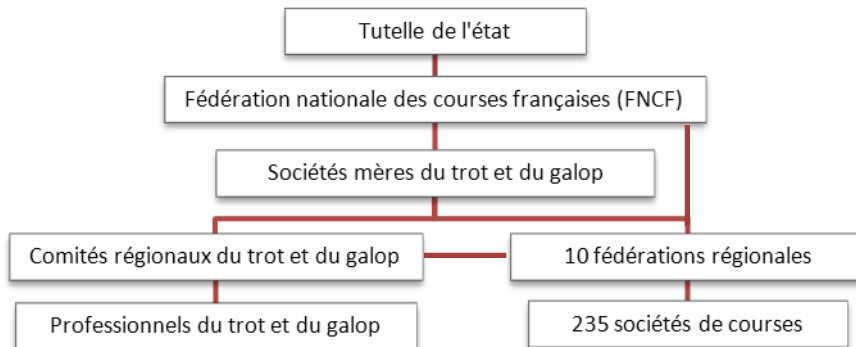 Tutelle de l'état
Fédération nationale des courses françaises (FNCF)
Sociétés mères du trot et du galop
Comités régionaux du trot et du galop
10 fédérations régionales
Professionnels du trot et du galop
235 sociétés de courses